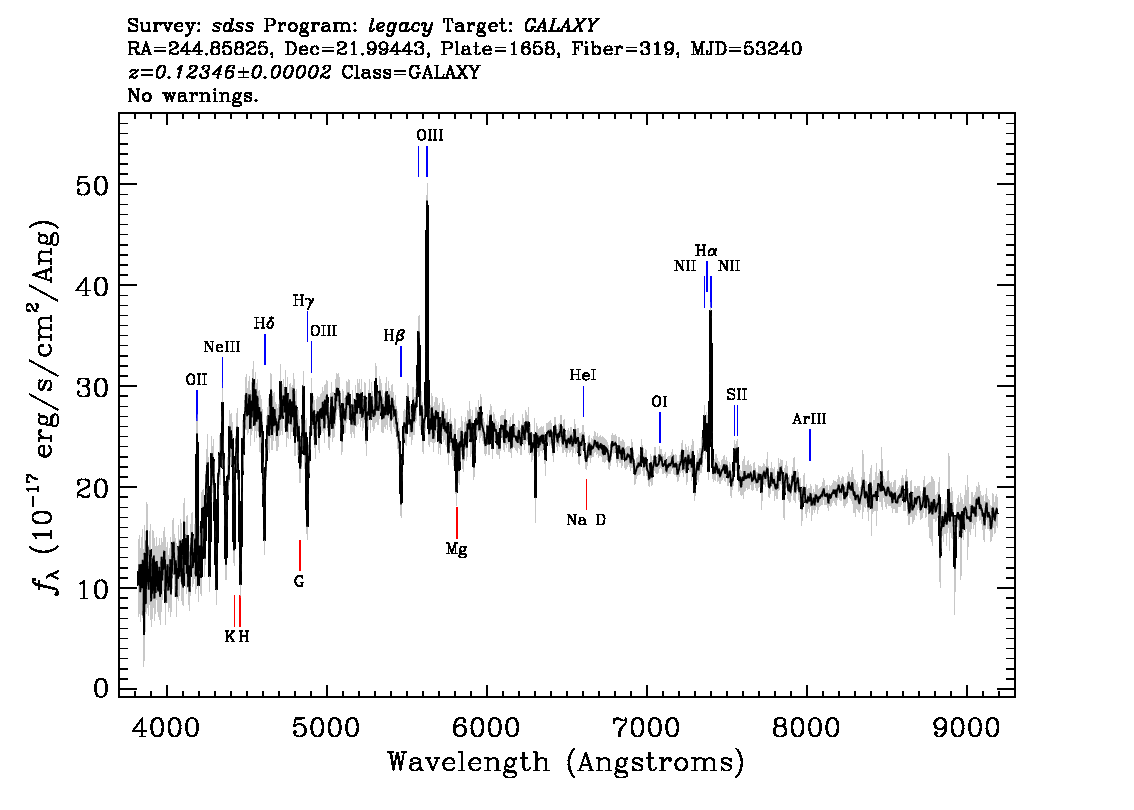 Survey: sdss Program: legacy Target: GALAXY
RA=244.85825, Dec=21.99443, Plate=1658, Fiber=319, MJD=53240
z=0.12346±0.00002 Class=GALAXY
No warnings.
OIII
50
Hα
NII NII
40
Hγ
Hδ OIII Hβ
NeIII
OII HeI
30
OI SII
ArIII
20
Na D
Mg
G
10
K H
0
4000 5000 6000 7000 8000 9000
Wavelength (Angstroms)
f_λ (10⁻¹⁷ erg/s/cm²/Ang)